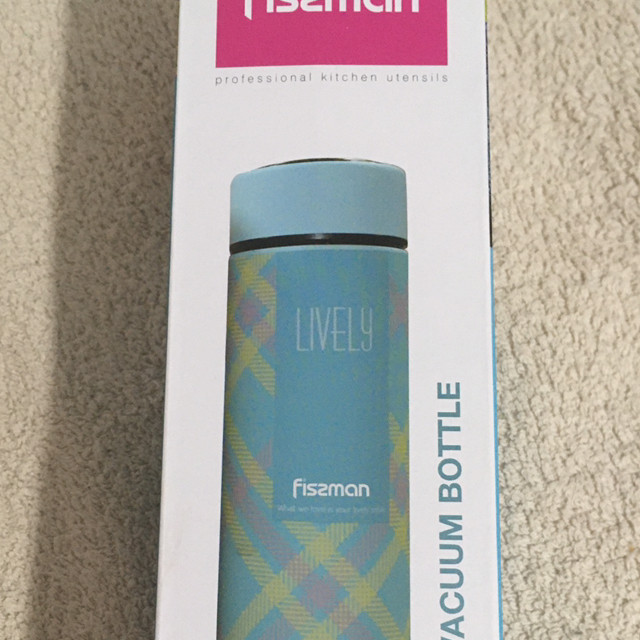 fissman
professional kitchen utensils
LIVELY
fissman
VACUUM BOTTLE